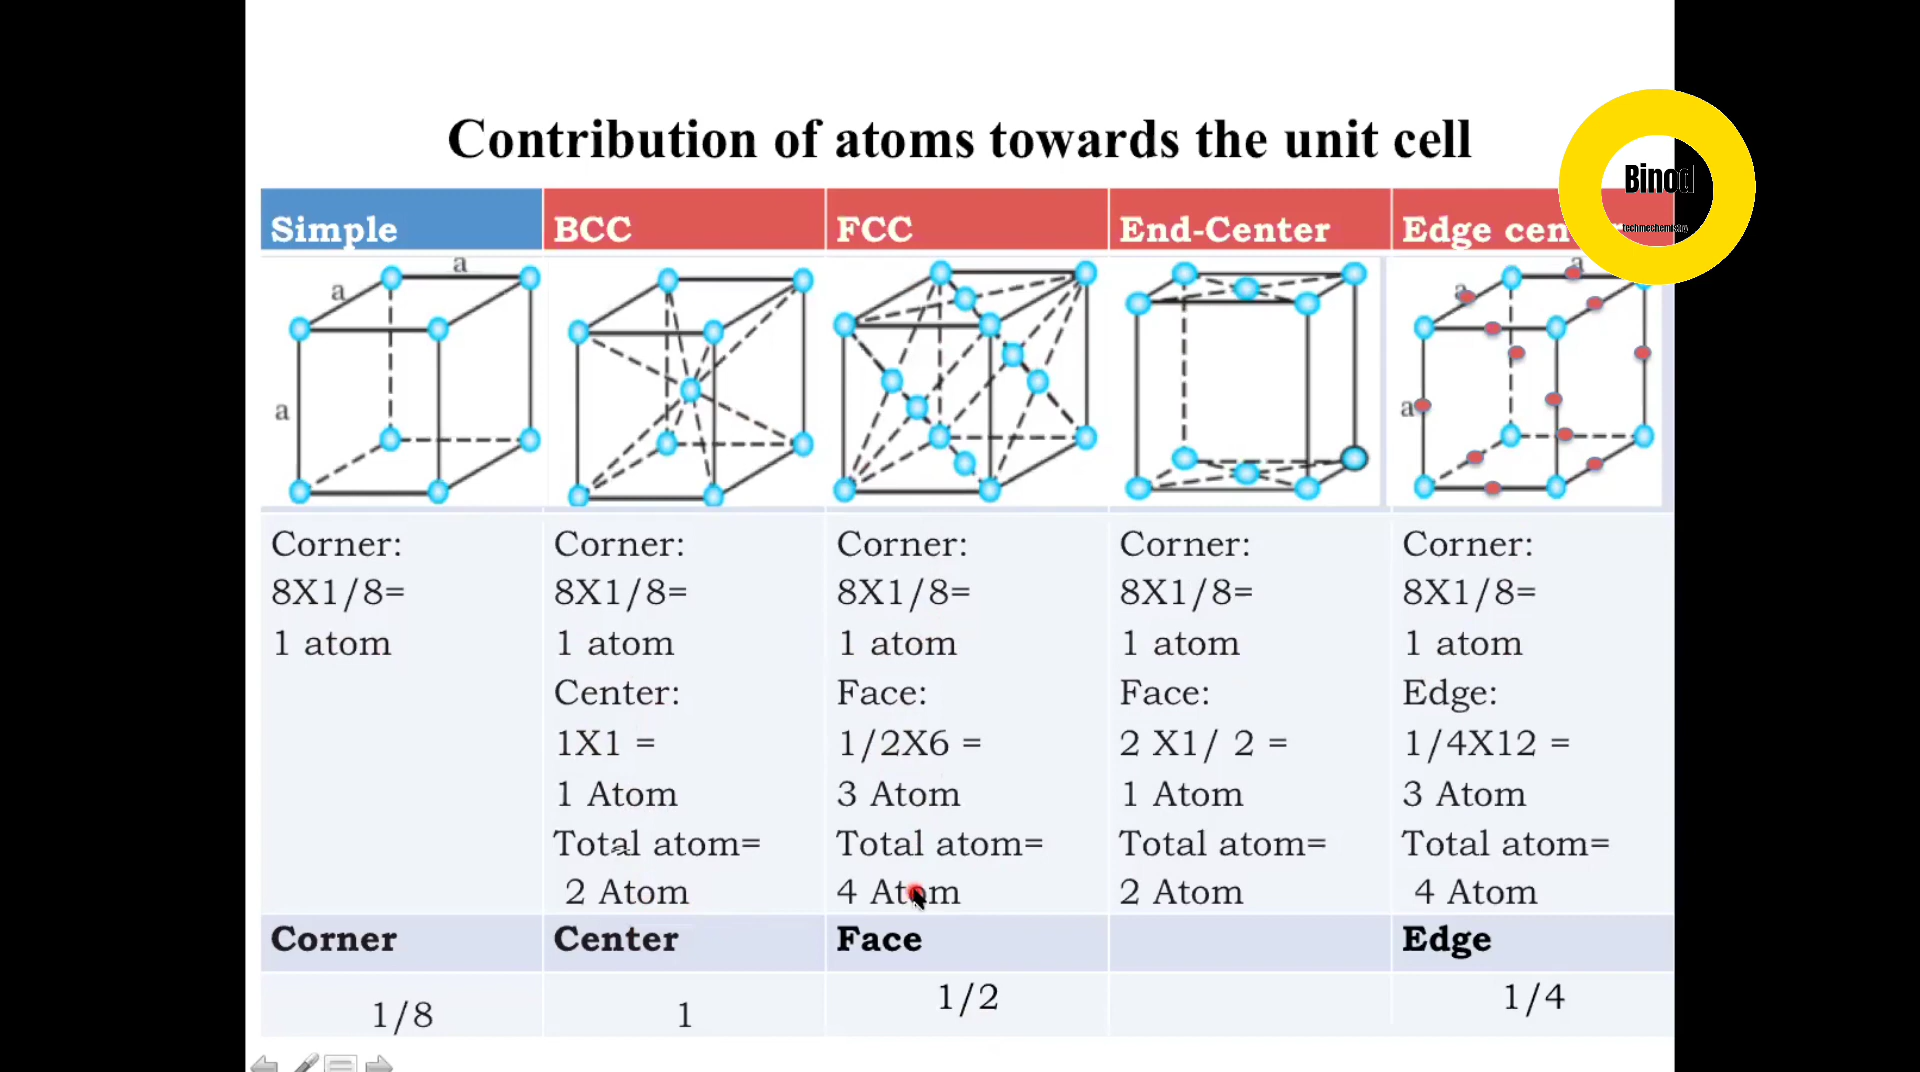 Contribution of atoms towards the unit cell
Binod
techmechemistry
Simple
BCC
FCC
End-Center
Edge cen
a
a
a
a
a
a
Corner:
8X1/8=
1 atom
Corner:
8X1/8=
1 atom
Center:
1X1 =
1 Atom
Total atom=
2 Atom
Corner:
8X1/8=
1 atom
Face:
1/2X6 =
3 Atom
Total atom=
4 Atom
Corner:
8X1/8=
1 atom
Face:
2 X1/ 2 =
1 Atom
Total atom=
2 Atom
Corner:
8X1/8=
1 atom
Edge:
1/4X12 =
3 Atom
Total atom=
4 Atom
Corner
Center
Face
Edge
1/8
1
1/2
1/4